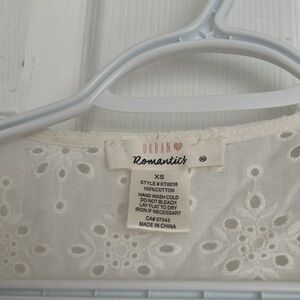 URBAN
Romantics ®
XS
STYLE # KT8838
100%COTTON
HAND WASH COLD
DO NOT BLEACH
LAY FLAT TO DRY
IRON IF NECESSARY
CA# 07043
MADE IN CHINA